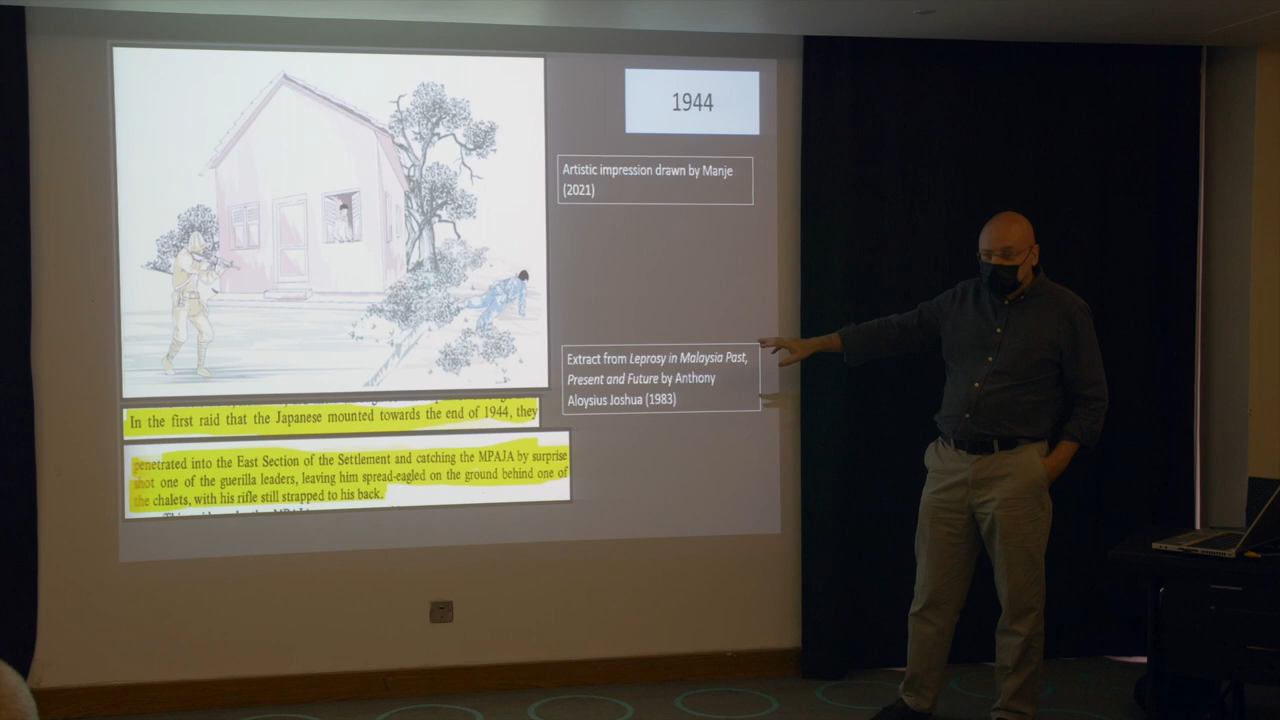 1944
Artistic impression drawn by Manje
(2021)
Extract from Leprosy in Malaysia Past,
Present and Future by Anthony
Aloysius Joshua (1983)
In the first raid that the Japanese mounted towards the end of 1944, they
penetrated into the East Section of the Settlement and catching the MPAJA by surprise
shot one of the guerilla leaders, leaving him spread-eagled on the ground behind one of
the chalets, with his rifle still strapped to his back.